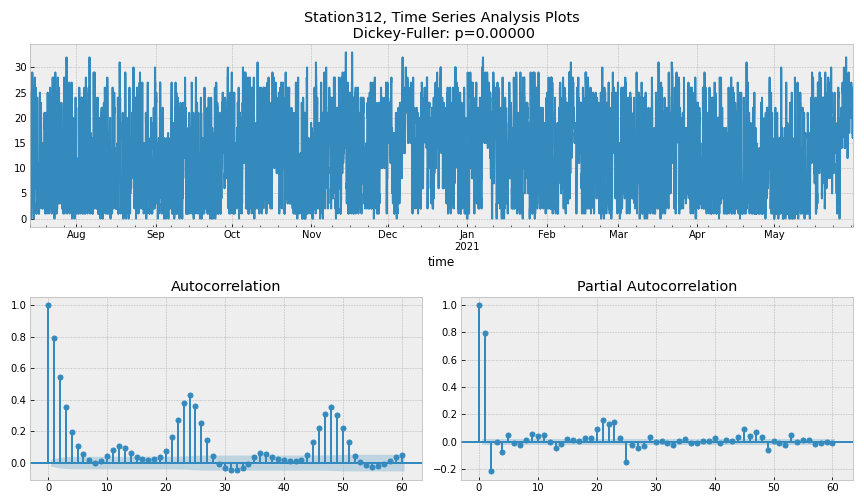 Station312, Time Series Analysis Plots
Dickey-Fuller: p=0.00000
30
25
20
15
10
5
0
Aug Sep Oct Nov Dec Jan Feb Mar Apr May
2021
time
Autocorrelation Partial Autocorrelation
1.0 1.0
0.8 0.8
0.6 0.6
0.4 0.4
0.2 0.2
0.0 0.0
−0.2
0 10 20 30 40 50 60 0 10 20 30 40 50 60